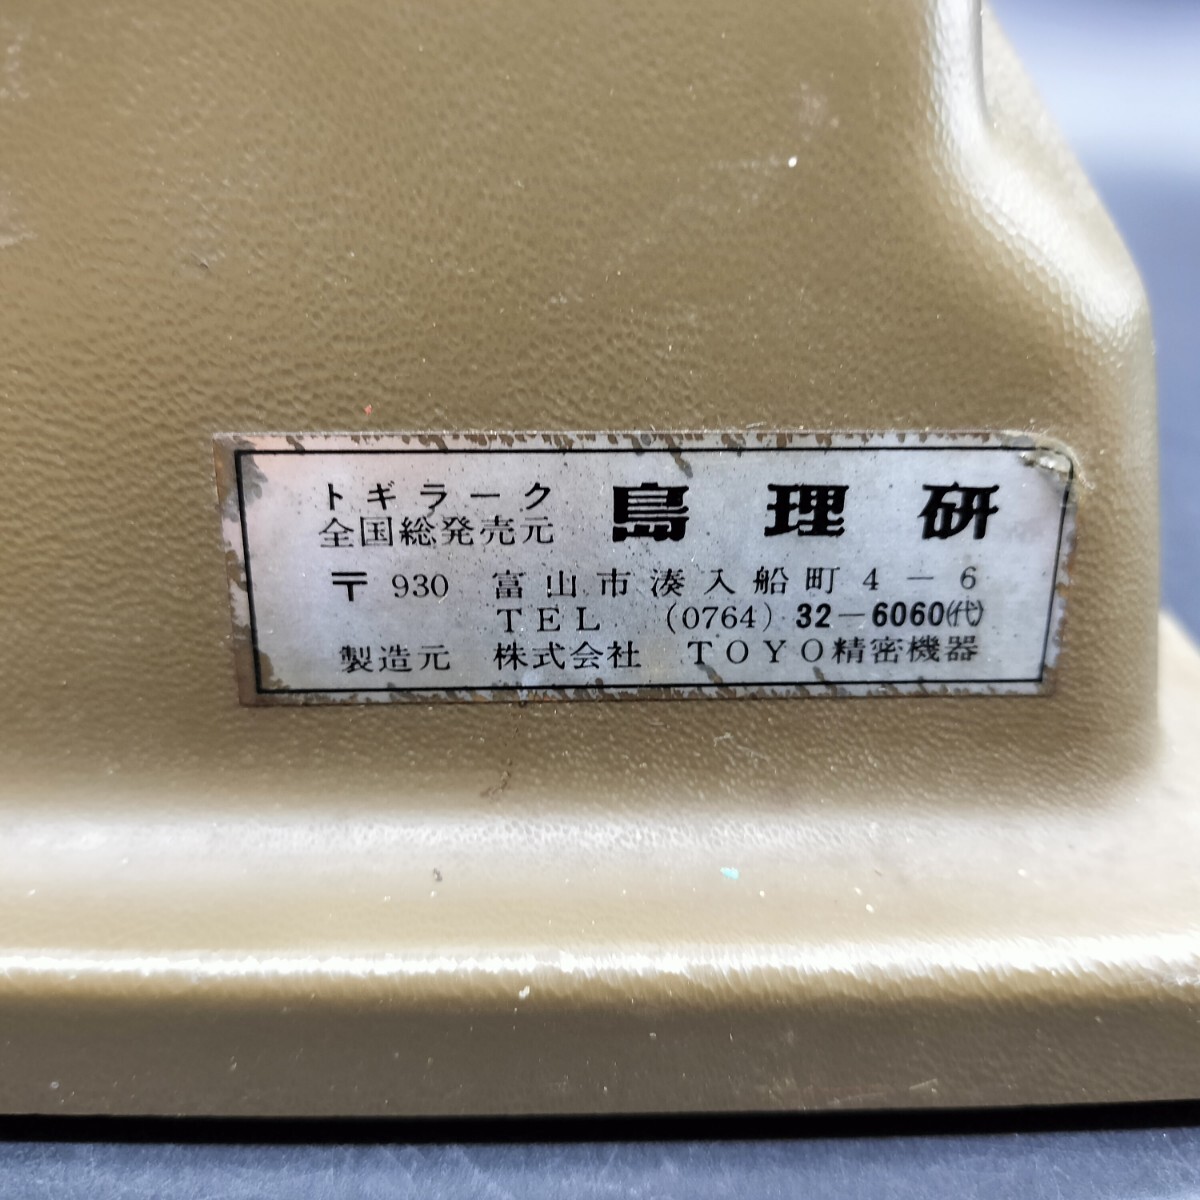 トギラーク
全国総発売元 島理研
〒930 富山市湊入船町4-6
TEL (0764) 32-6060(代)
製造元 株式会社 TOYO精密機器